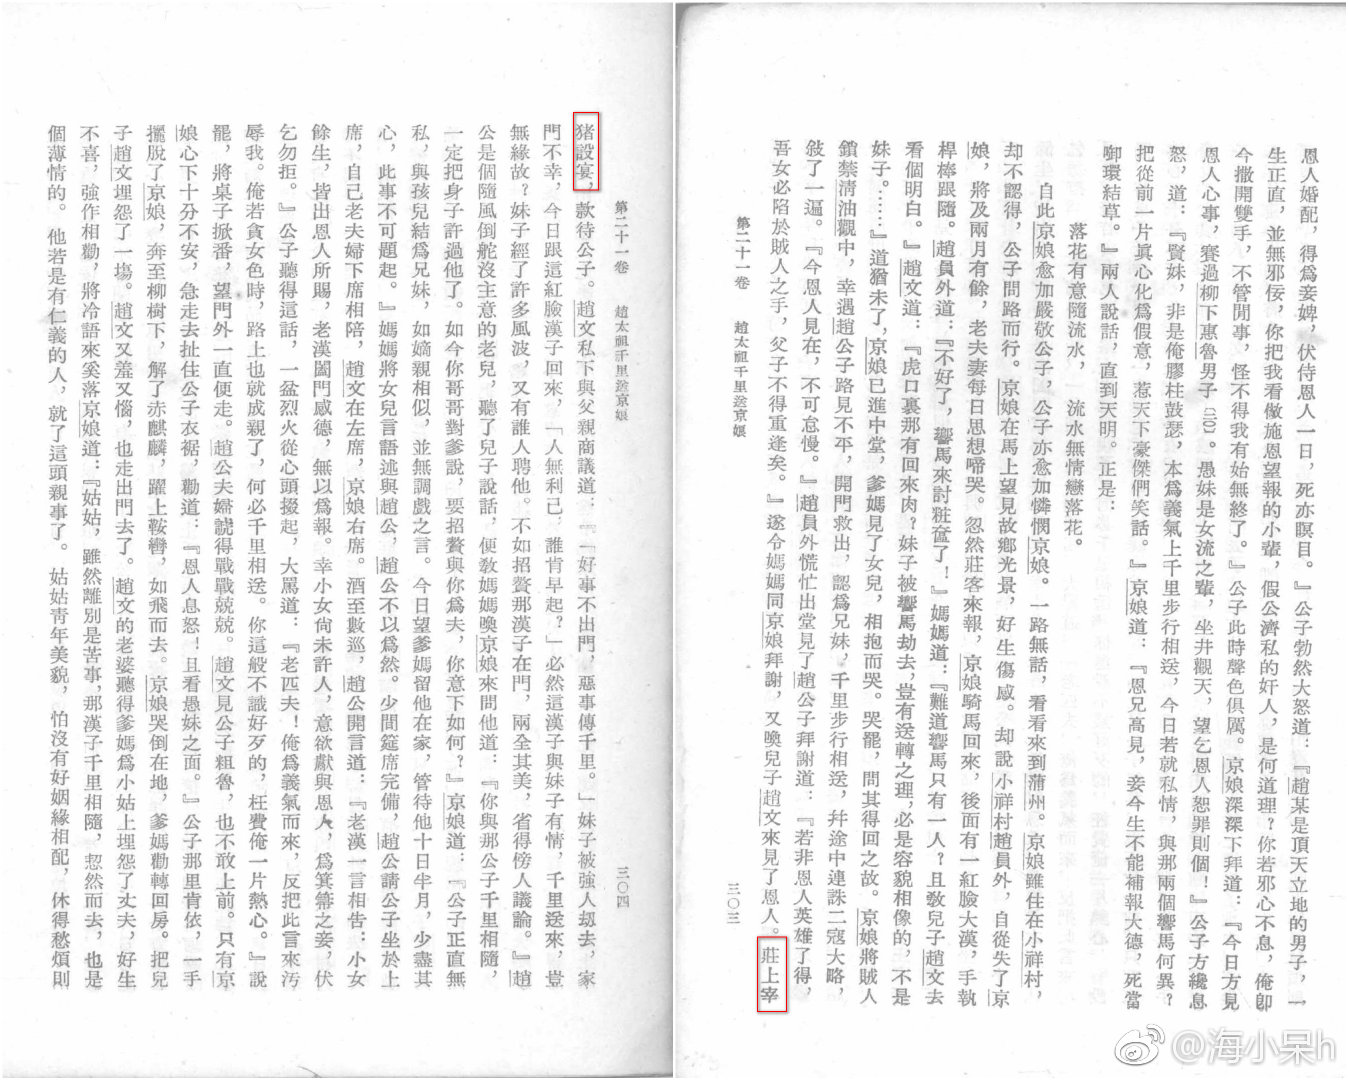 恩人婚配，得爲妾婢，伏侍恩人一日，死亦瞑目。』公子勃然大怒道：『趙某是頂天立地的男子，一
生正直，並無邪佞，你把我看做施恩望報的小輩，假公濟私的奸人，是何道理？你若邪心不息，俺卽
今撒開雙手，不管閒事，怪不得我有始無終了。』公子此時聲色俱厲。京娘深深下拜道：『今日方見
恩人心事，賽過柳下惠魯男子〔三〇〕。愚妹是女流之輩，坐井觀天，望乞恩人恕罪則個！』公子方纔息
怒，道：『賢妹，非是俺膠柱鼓瑟，本爲義氣上千里步行相送，今日若就私情，與那兩個響馬何異？
把從前一片眞心化爲假意，惹天下豪傑們笑話。』京娘道：『恩兄高見，妾今生不能補報大德，死當
啣環結草。』兩人說話，直到天明。正是：
落花有意隨流水，流水無情戀落花。
自此京娘愈加嚴敬公子，公子亦愈加憐憫京娘。一路無話，看看來到蒲州。京娘雖住在小祥村，
却不認得，公子問路而行。京娘在馬上望見故鄉光景，好生傷感。却說小祥村趙員外，自從失了京
娘，將及兩月有餘，老夫妻每日思想啼哭。忽然莊客來報，京娘騎馬回來，後面有一紅臉大漢，手執
桿棒跟隨。趙員外道：『不好了，響馬來討粧奩了！』媽媽道：『難道響馬只有一人？且敎兒子趙文去
看個明白。』趙文道：『虎口裏那有回來肉？妹子被響馬劫去，豈有送轉之理，必是容貌相像的，不是
妹子。……』道猶未了，京娘已進中堂，爹媽見了女兒，相抱而哭。哭罷，問其得回之故。京娘將賊人
鎖禁清油觀中，幸遇趙公子路見不平，開門救出，認爲兄妹，千里步行相送，幷途中連誅二寇大略，
敍了一遍。『今恩人見在，不可怠慢。』趙員外慌忙出堂見了趙公子拜謝道：『若非恩人英雄了得，
吾女必陷於賊人之手，父子不得重逢矣。』遂令媽媽同京娘拜謝，又喚兒子趙文來見了恩人。莊上宰
第二十一卷　趙太祖千里送京娘　三〇三
第二十一卷　趙太祖千里送京娘　三〇四
猪設宴，款待公子。趙文私下與父親商議道：『「好事不出門，惡事傳千里。」妹子被強人刼去，家
門不幸，今日跟這紅臉漢子回來，「人無利己，誰肯早起？」必然這漢子與妹子有情，千里送來，豈
無緣故？妹子經了許多風波，又有誰人聘他。不如招贅那漢子在門，兩全其美，省得傍人議論。』趙
公是個隨風倒舵沒主意的老兒，聽了兒子說話，便敎媽媽喚京娘來問他道：『你與那公子千里相隨，
一定把身子許過他了。如今你哥哥對爹說，要招贅與你爲夫，你意下如何？』京娘道：『公子正直無
私，與孩兒結爲兄妹，如嫡親相似，並無調戲之言。今日望爹媽留他在家，管待他十日半月，少盡其
心，此事不可題起。』媽媽將女兒言語述與趙公，趙公不以爲然。少間筵席完備，趙公請公子坐於上
席，自己老夫婦下席相陪，趙文在左席，京娘右席。酒至數巡，趙公開言道：『老漢一言相告：小女
餘生，皆出恩人所賜，老漢闔門感德，無以爲報。幸小女尙未許人，意欲獻與恩人，爲箕箒之妾，伏
乞勿拒。』公子聽得這話，一盆烈火從心頭掇起，大罵道：『老匹夫！俺爲義氣而來，反把此言來汚
辱我。俺若貪女色時，路上也就成親了，何必千里相送。你這般不識好歹的，枉費俺一片熱心。』說
罷，將桌子掀番，望門外一直便走。趙公夫婦諕得戰戰兢兢。趙文見公子粗魯，也不敢上前。只有京
娘心下十分不安，急走去扯住公子衣裾，勸道：『恩人息怒！且看愚妹之面。』公子那里肯依，一手
攞脫了京娘，奔至柳樹下，解了赤麒麟，躍上鞍轡，如飛而去。京娘哭倒在地，爹媽勸轉回房。把兒
子趙文埋怨了一場。趙文又羞又惱，也走出門去了。趙文的老婆聽得爹媽爲小姑上埋怨了丈夫，好生
不喜，強作相勸，將冷語來奚落京娘道：『姑姑，雖然離別是苦事，那漢子千里相隨，忽然而去，也是
個薄情的。他若是有仁義的人，就了這頭親事了。姑姑青年美貌，怕沒有好姻緣相配，休得愁煩則
@海小呆h